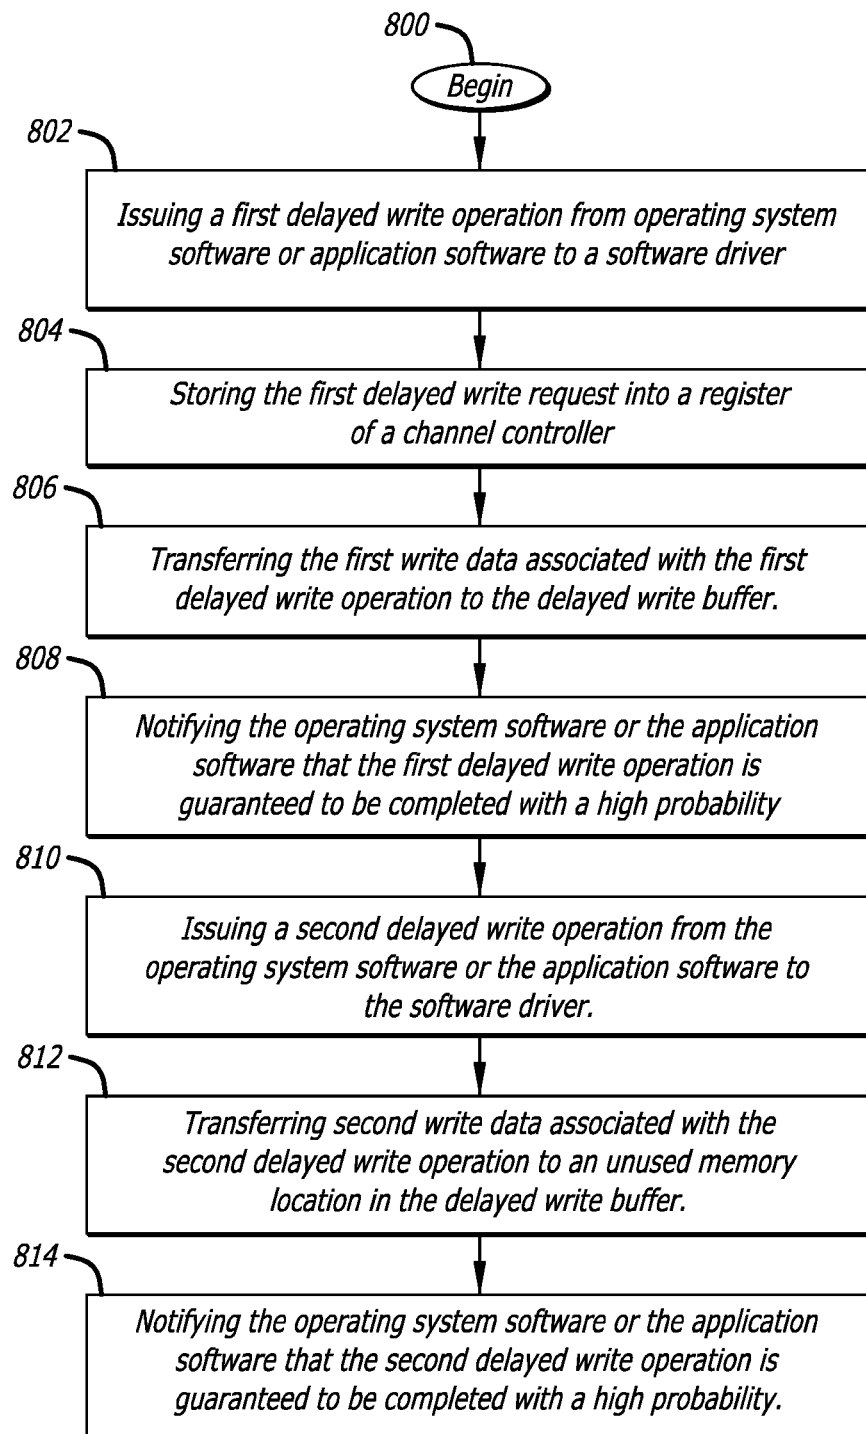 800
Begin
802
Issuing a first delayed write operation from operating system
software or application software to a software driver
804
Storing the first delayed write request into a register
of a channel controller
806
Transferring the first write data associated with the first
delayed write operation to the delayed write buffer.
808
Notifying the operating system software or the application
software that the first delayed write operation is
guaranteed to be completed with a high probability
810
Issuing a second delayed write operation from the
operating system software or the application software to
the software driver.
812
Transferring second write data associated with the
second delayed write operation to an unused memory
location in the delayed write buffer.
814
Notifying the operating system software or the application
software that the second delayed write operation is
guaranteed to be completed with a high probability.